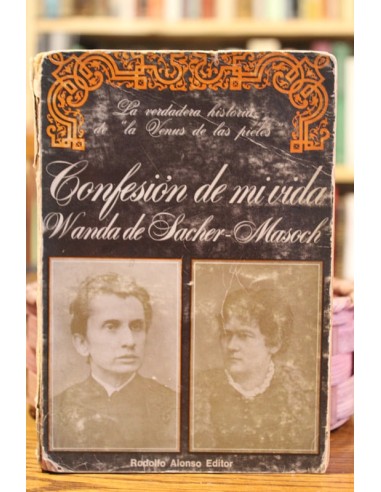 La verdadera historia
de "la Venus de las pieles"
Confesión de mi vida
Wanda de Sacher-Masoch
Rodolfo Alonso Editor